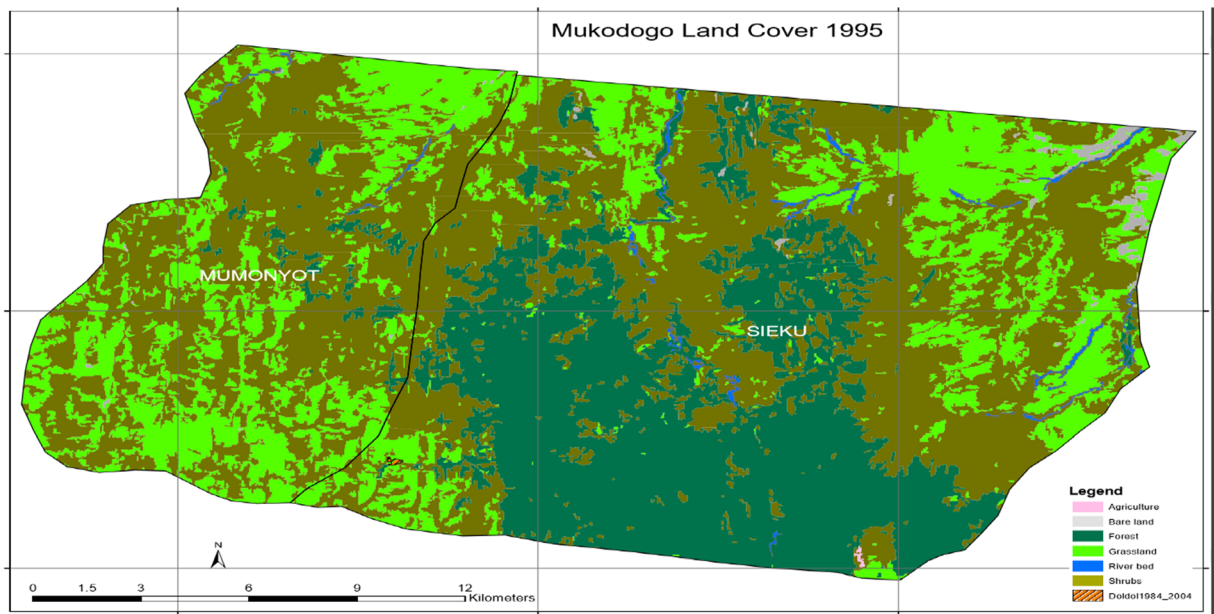 Mukodogo Land Cover 1995
MUMONYOT
SIEKU
Legend
Agriculture
Bare land
Forest
Grassland
River bed
Shrubs
Doldol1984_2004
N
0 1.5 3 6 9 12
Kilometers